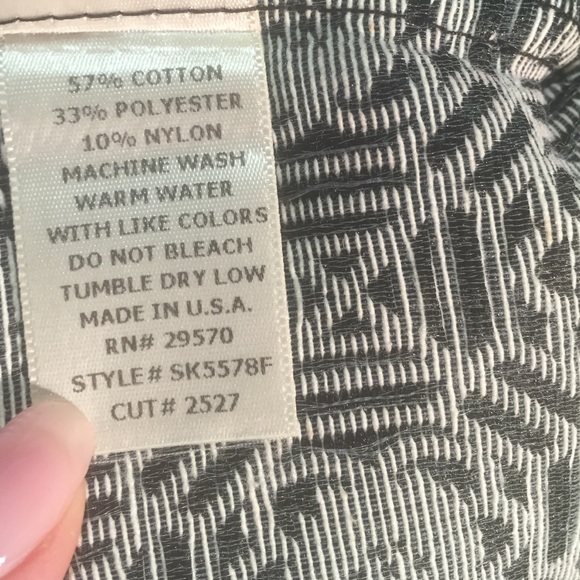 57% COTTON
33% POLYESTER
10% NYLON
MACHINE WASH
WARM WATER
WITH LIKE COLORS
DO NOT BLEACH
TUMBLE DRY LOW
MADE IN U.S.A.
RN# 29570
STYLE# SK5578F
CUT# 2527